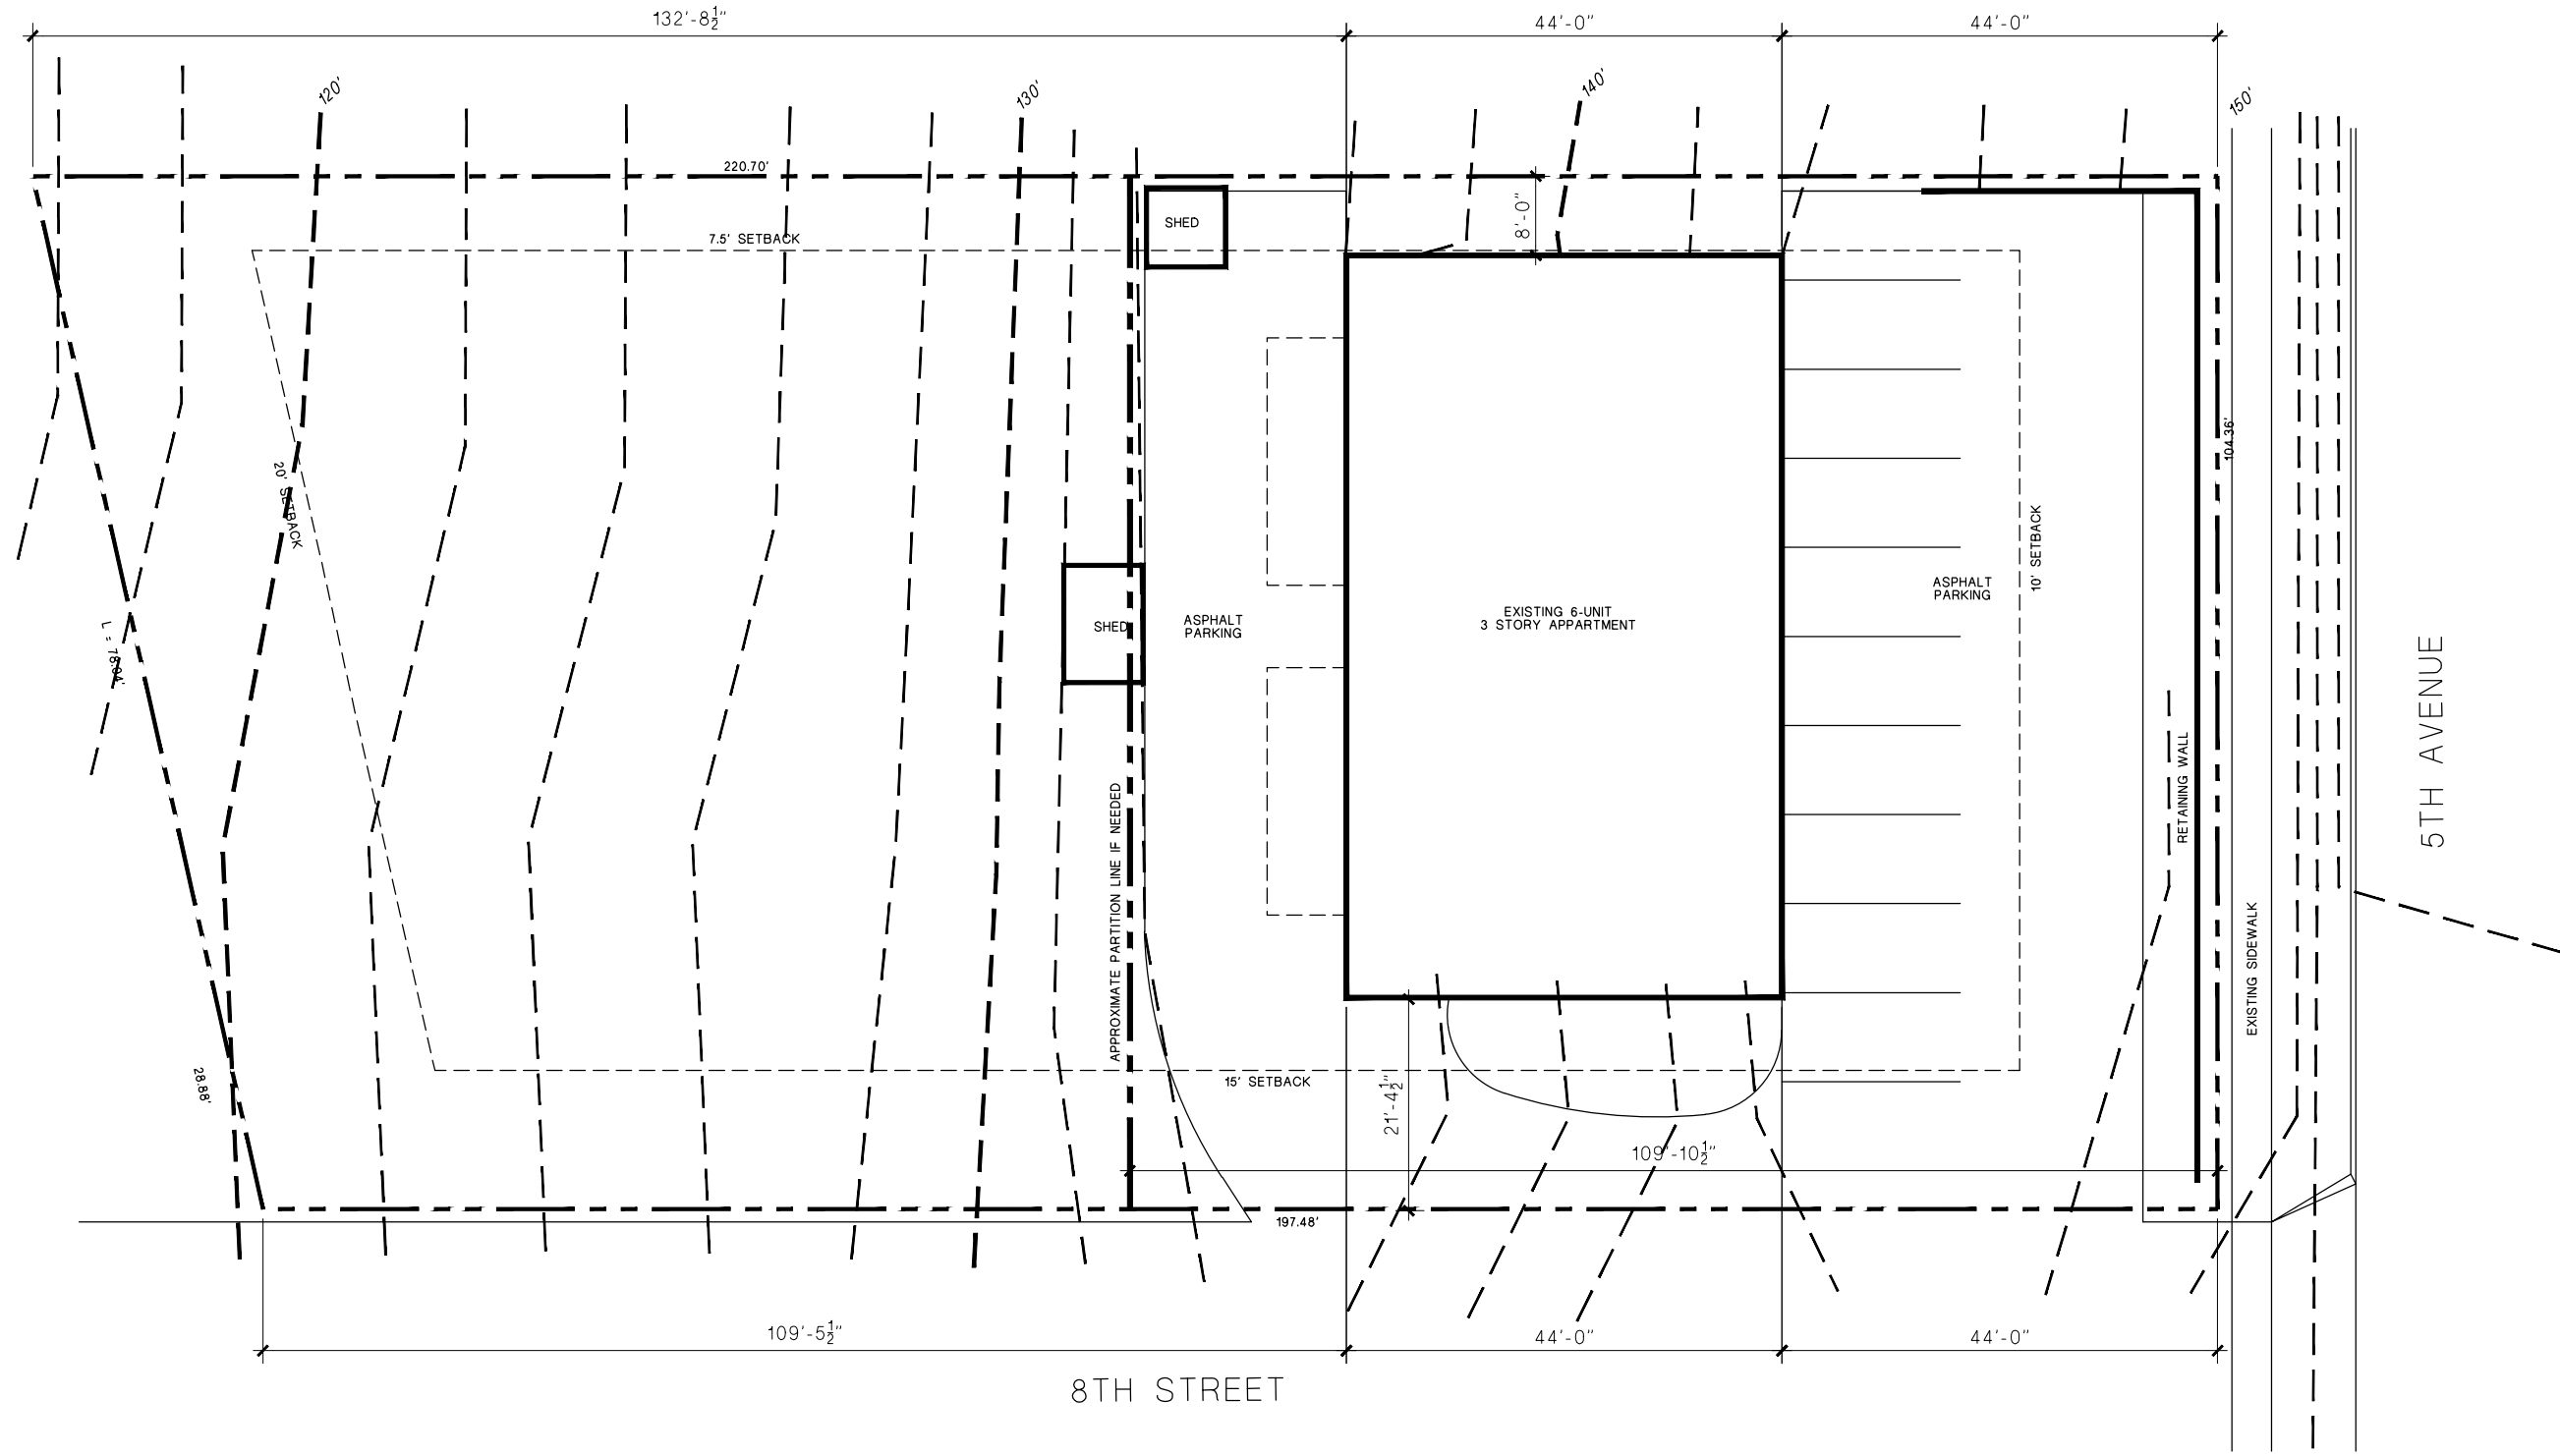 132'-8½"
44'-0"
44'-0"
120'
130'
140'
150'
220.70'
SHED
8'-0"
7.5' SETBACK
104.36'
20' SETBACK
10' SETBACK
ASPHALT
PARKING
EXISTING 6-UNIT
3 STORY APPARTMENT
SHED
ASPHALT
PARKING
L = 78.04'
5TH AVENUE
RETAINING WALL
APPROXIMATE PARTITION LINE IF NEEDED
EXISTING SIDEWALK
28.88'
15' SETBACK
21'-4½"
109'-10½"
197.48'
109'-5½"
44'-0"
44'-0"
8TH STREET